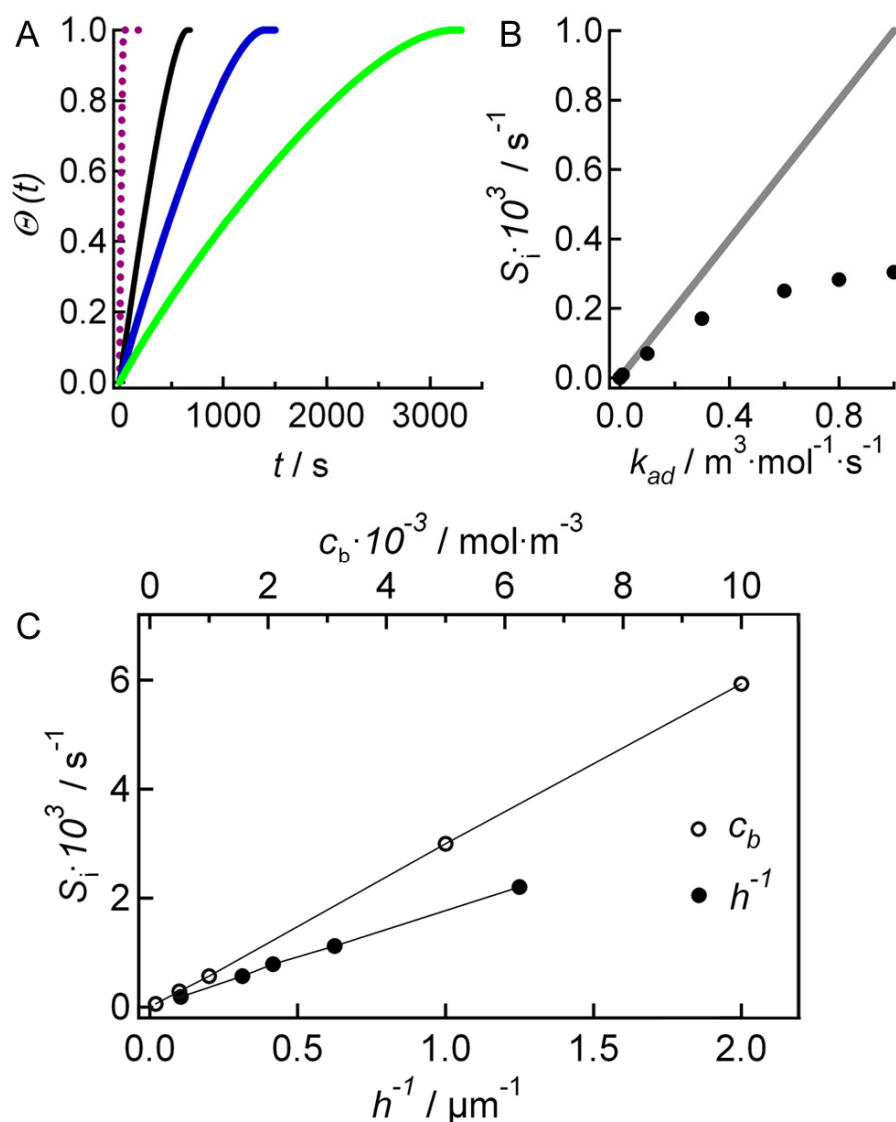 A
1.0
0.8
0.6
0.4
0.2
0.0
Θ (t)
0 1000 2000 3000
t / s
B
1.0
0.8
0.6
0.4
0.2
0.0
Sᵢ·10³ / s⁻¹
0.0 0.4 0.8
k_ad / m³·mol⁻¹·s⁻¹
C
c_b·10⁻³ / mol·m⁻³
0 2 4 6 8 10
6
4
2
0
Sᵢ·10³ / s⁻¹
c_b
h⁻¹
0.0 0.5 1.0 1.5 2.0
h⁻¹ / μm⁻¹